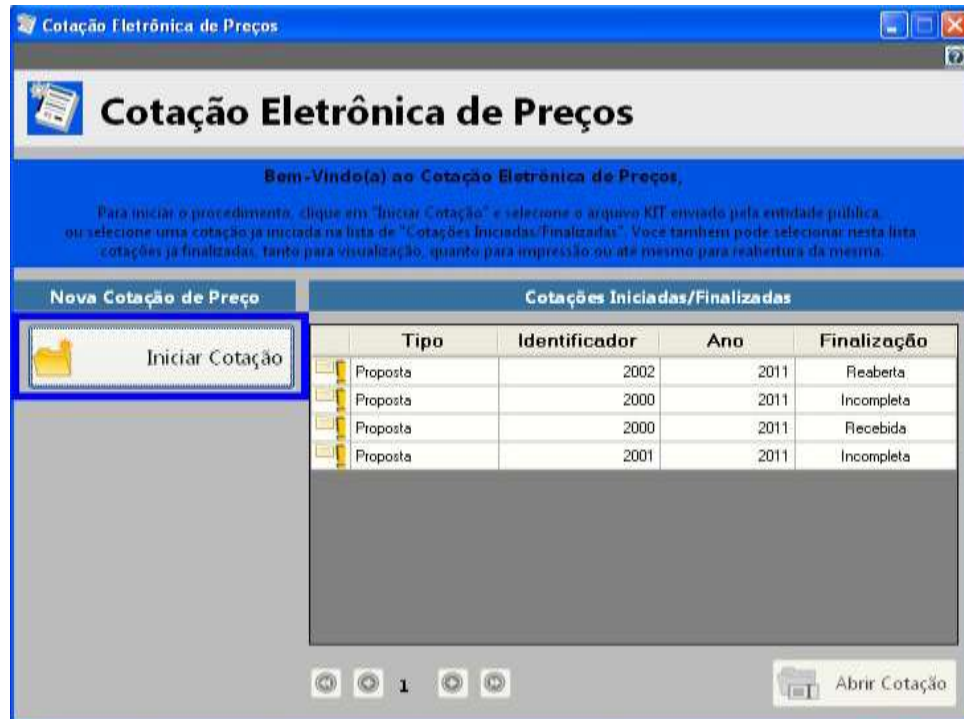 Cotação Eletrônica de Preços
Cotação Eletrônica de Preços
Bem-Vindo(a) ao Cotação Eletrônica de Preços,
Para iniciar o procedimento, clique em "Iniciar Cotação" e selecione o arquivo KIT enviado pela entidade pública,
ou selecione uma cotação ja iniciada na lista de "Cotações Iniciadas/Finalizadas". Voce tambem pode selecionar nesta lista
cotações ja finalizadas, tanto para visualização, quanto para impressão ou até mesmo para reabertura da mesma.
Nova Cotação de Preço
Cotações Iniciadas/Finalizadas
Iniciar Cotação
Tipo Identificador Ano Finalização
Proposta 2002 2011 Reaberta
Proposta 2000 2011 Incompleta
Proposta 2000 2011 Recebida
Proposta 2001 2011 Incompleta
1
Abrir Cotação